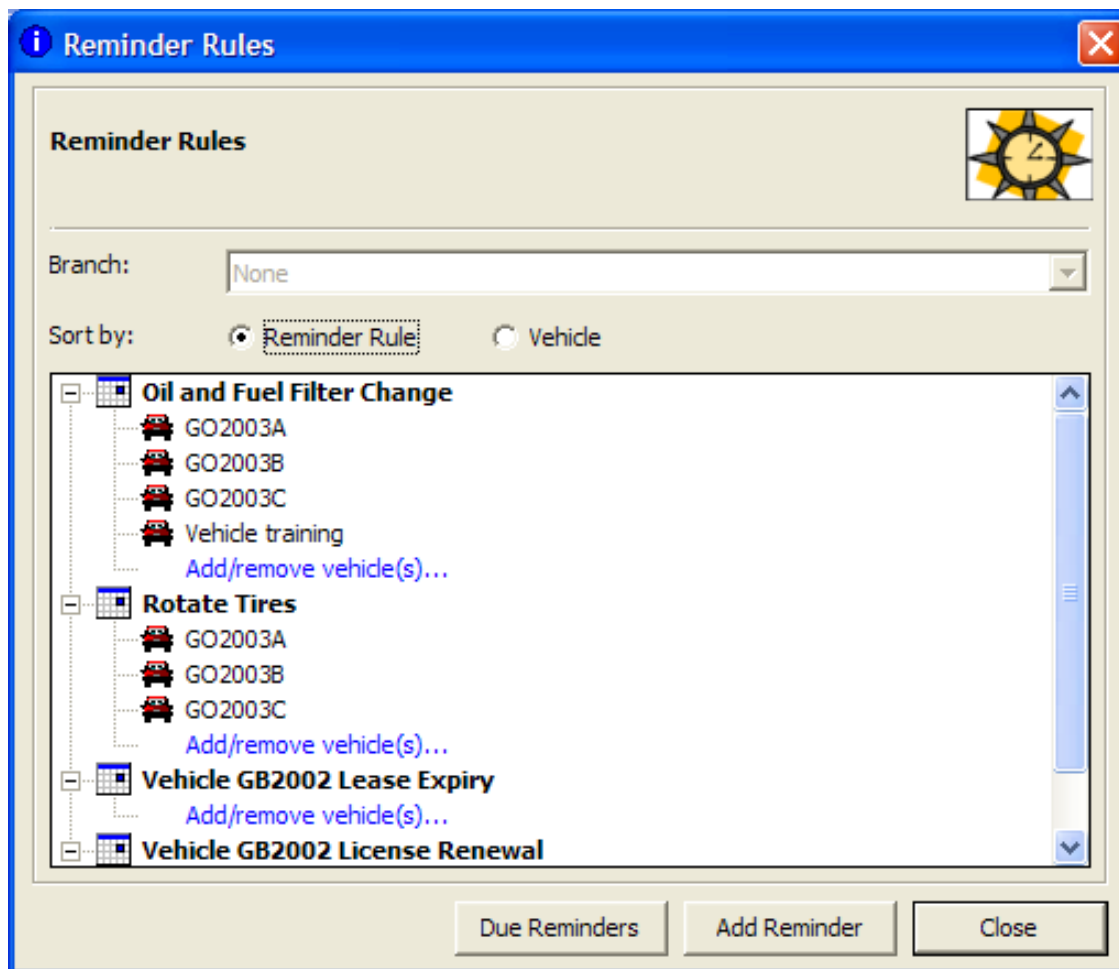 Reminder Rules
Reminder Rules
Branch: None
Sort by: Reminder Rule Vehicle
Oil and Fuel Filter Change
GO2003A
GO2003B
GO2003C
Vehicle training
Add/remove vehicle(s)...
Rotate Tires
GO2003A
GO2003B
GO2003C
Add/remove vehicle(s)...
Vehicle GB2002 Lease Expiry
Add/remove vehicle(s)...
Vehicle GB2002 License Renewal
Due Reminders Add Reminder Close